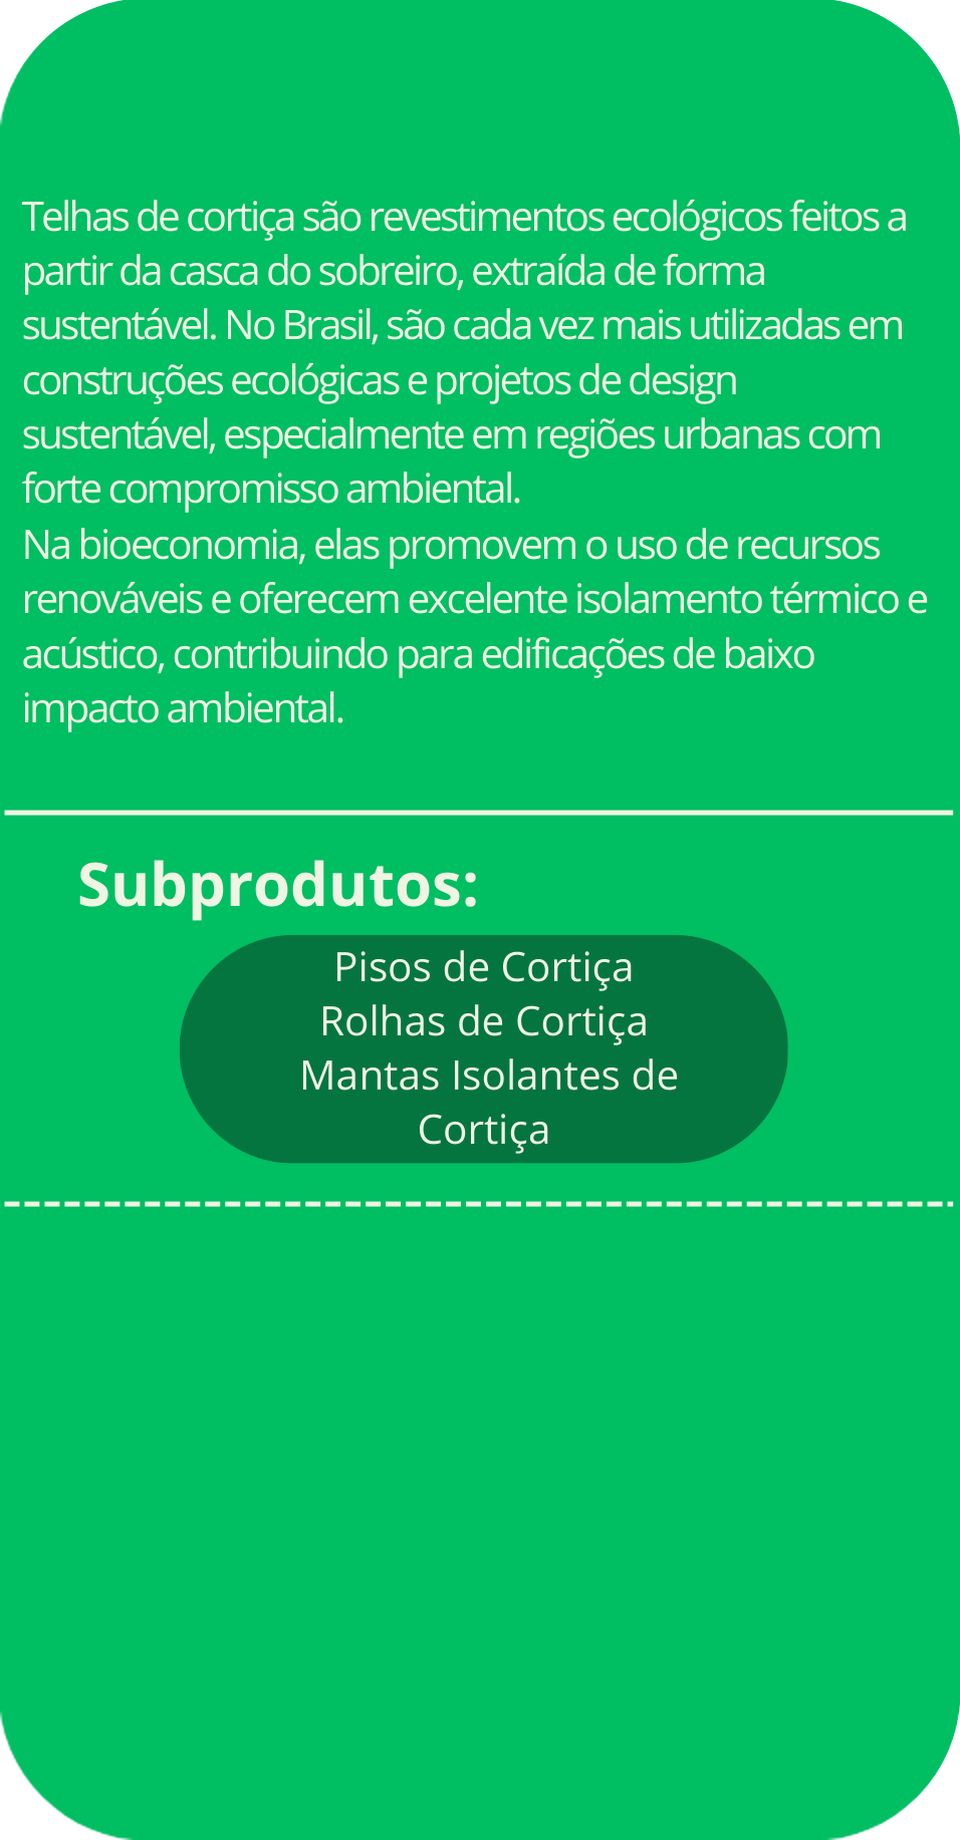 Telhas de cortiça são revestimentos ecológicos feitos a
partir da casca do sobreiro, extraída de forma
sustentável. No Brasil, são cada vez mais utilizadas em
construções ecológicas e projetos de design
sustentável, especialmente em regiões urbanas com
forte compromisso ambiental.
Na bioeconomia, elas promovem o uso de recursos
renováveis e oferecem excelente isolamento térmico e
acústico, contribuindo para edificações de baixo
impacto ambiental.
Subprodutos:
Pisos de Cortiça
Rolhas de Cortiça
Mantas Isolantes de
Cortiça